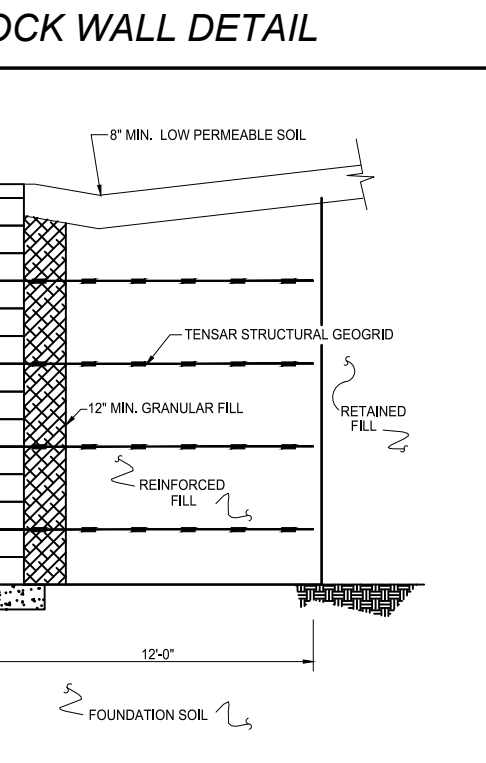 OCK WALL DETAIL
8" MIN. LOW PERMEABLE SOIL
TENSAR STRUCTURAL GEOGRID
12" MIN. GRANULAR FILL
RETAINED
FILL
REINFORCED
FILL
12'-0"
FOUNDATION SOIL